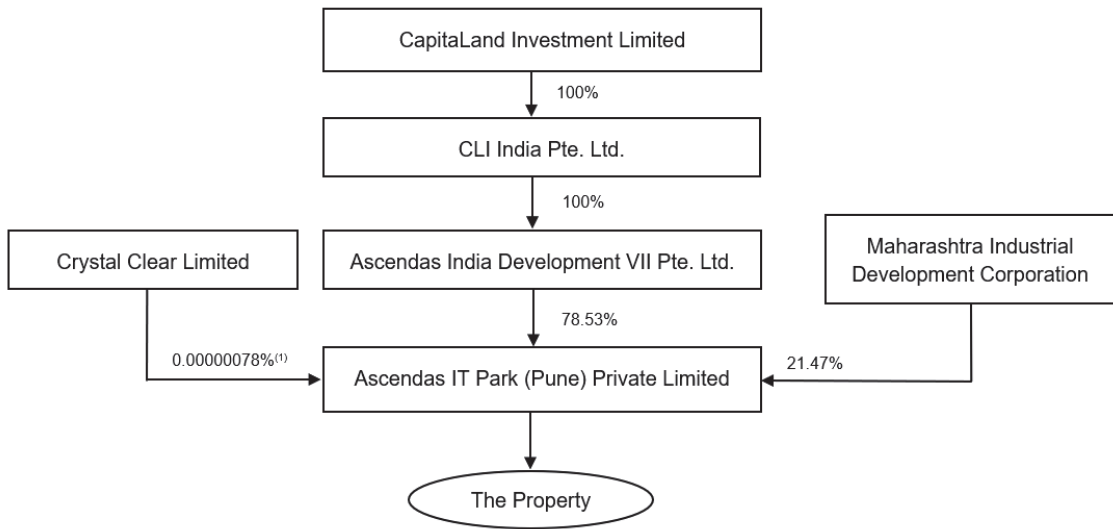 CapitaLand Investment Limited
100%
CLI India Pte. Ltd.
100%
Crystal Clear Limited
Ascendas India Development VII Pte. Ltd.
Maharashtra Industrial
Development Corporation
78.53%
0.00000078%(1)
21.47%
Ascendas IT Park (Pune) Private Limited
The Property